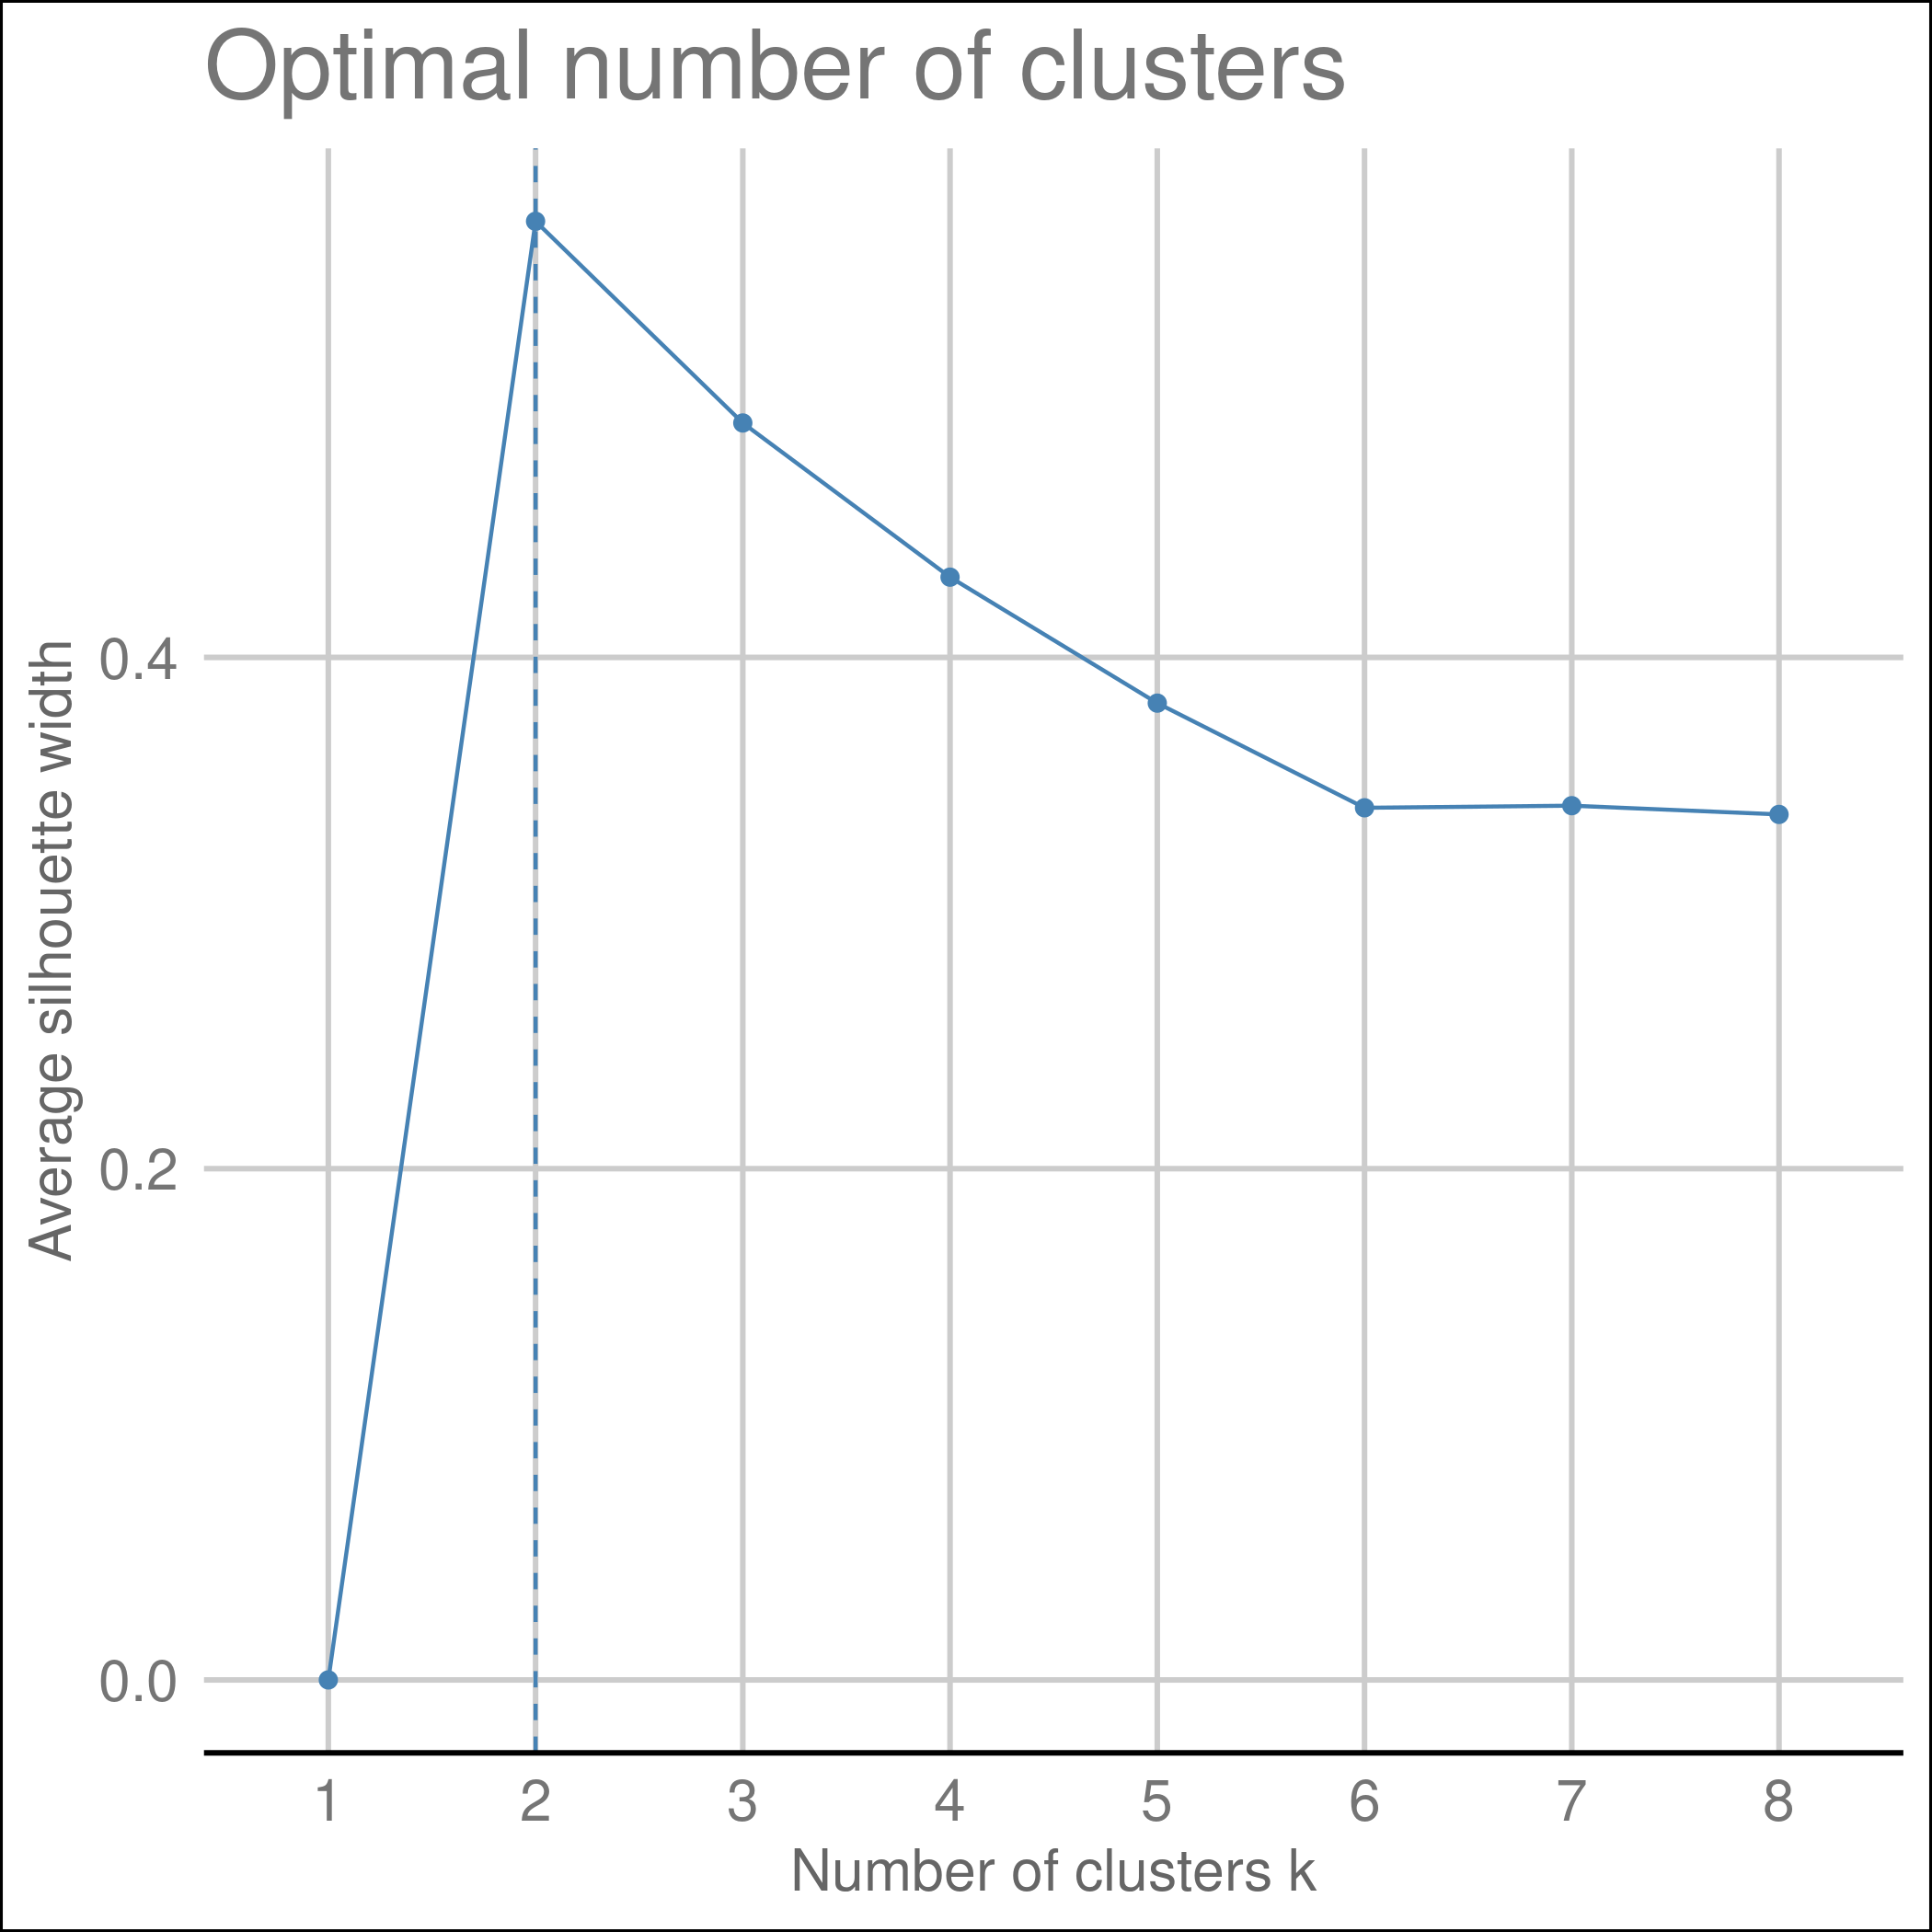 Optimal number of clusters
Average silhouette width
0.4
0.2
0.0
1 2 3 4 5 6 7 8
Number of clusters k